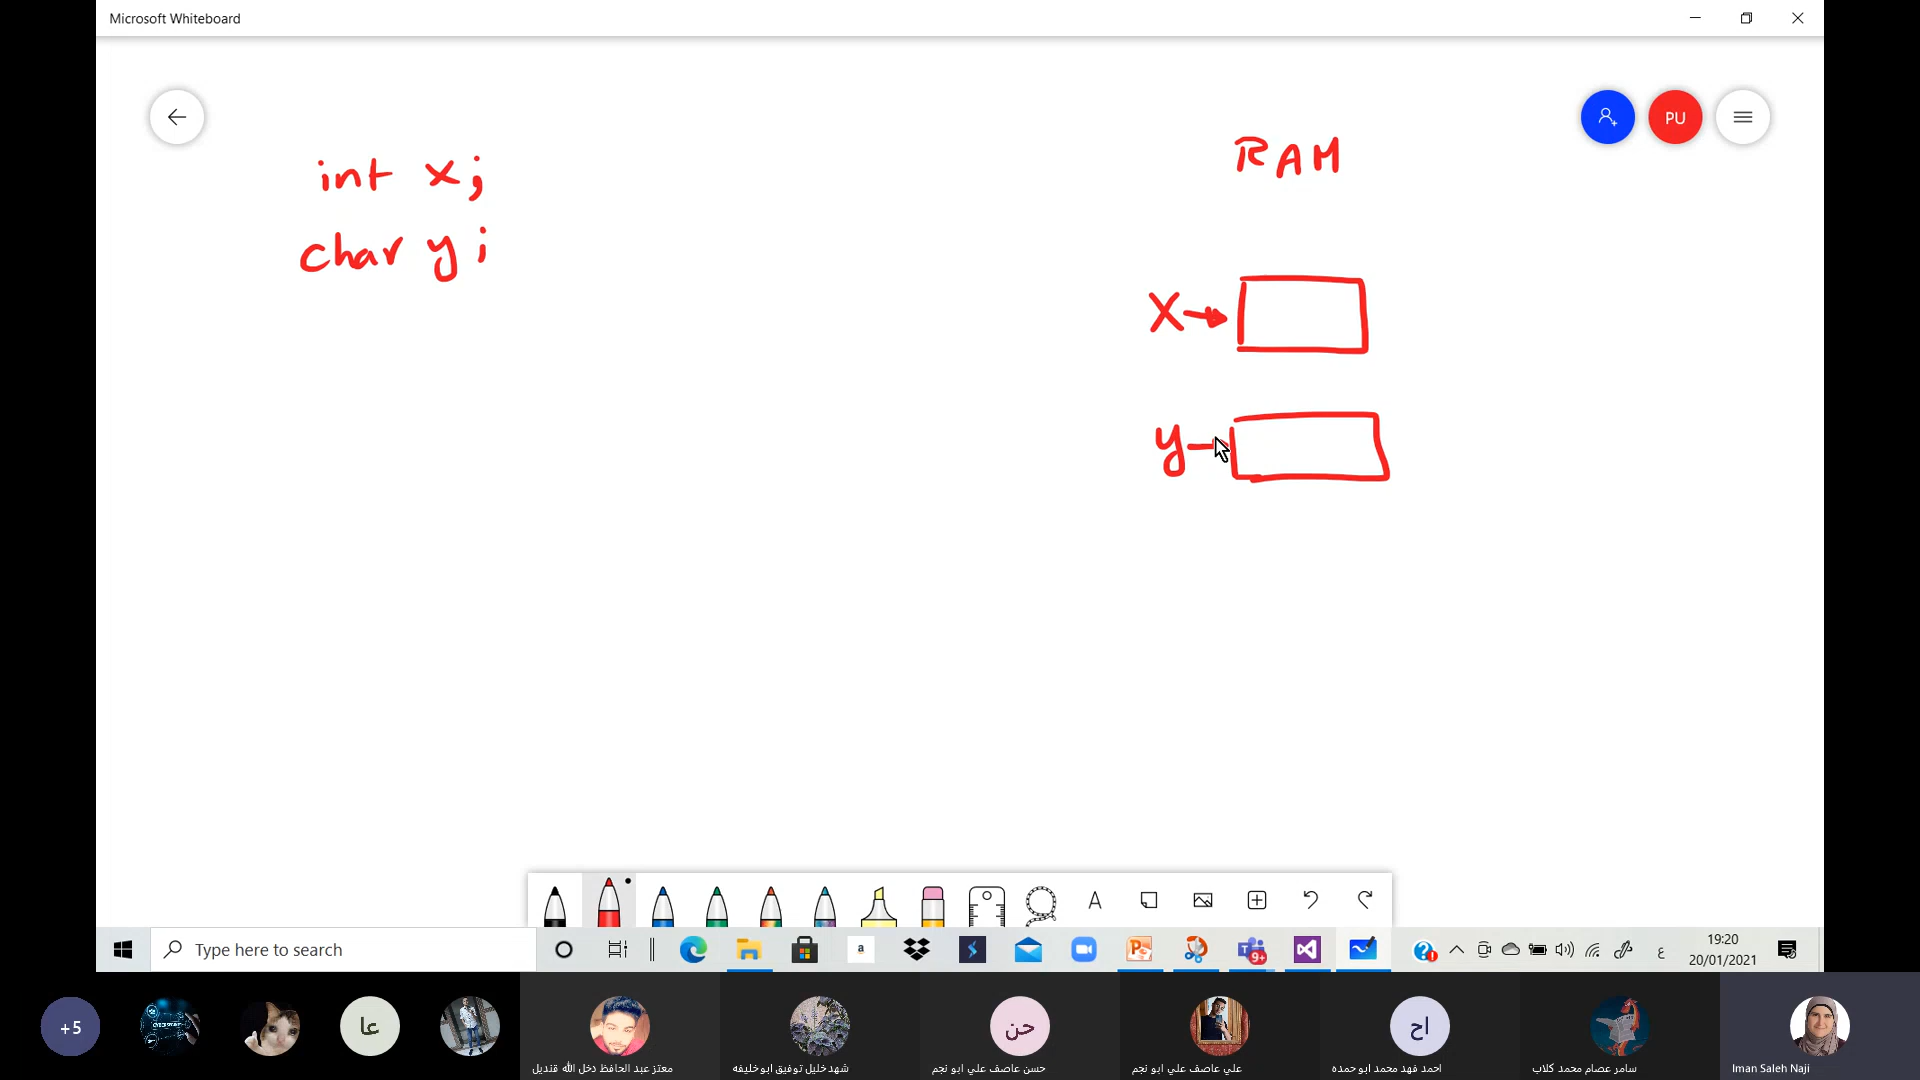 Microsoft Whiteboard
PU
int x;
char y;
RAM
X
y
A
Type here to search
a
9+
ع
19:20
20/01/2021
+5
عا
حن
اح
معتز عبد الحافظ دخل الله قنديل
شهد خليل توفيق ابو خليفه
حسن عاصف علي ابو نجم
علي عاصف علي ابو نجم
احمد فهد محمد ابو حمده
سامر عصام محمد كلاب
Iman Saleh Naji